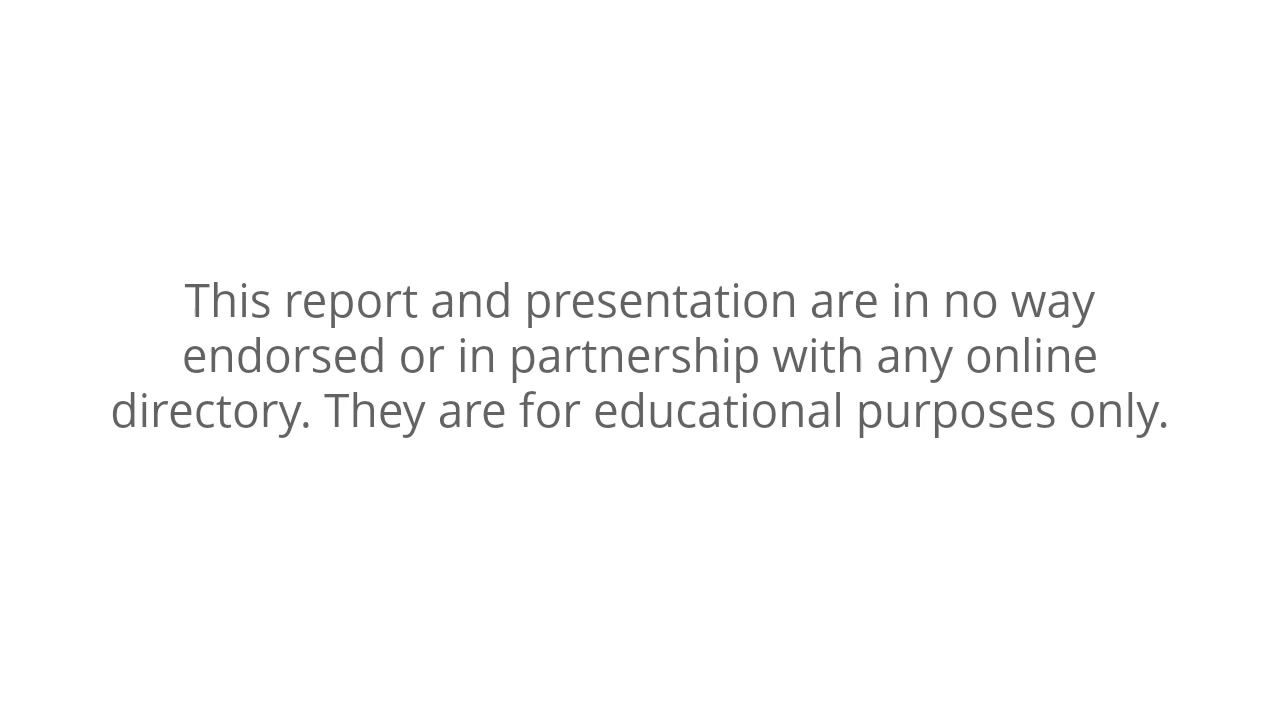 This report and presentation are in no way
endorsed or in partnership with any online
directory. They are for educational purposes only.